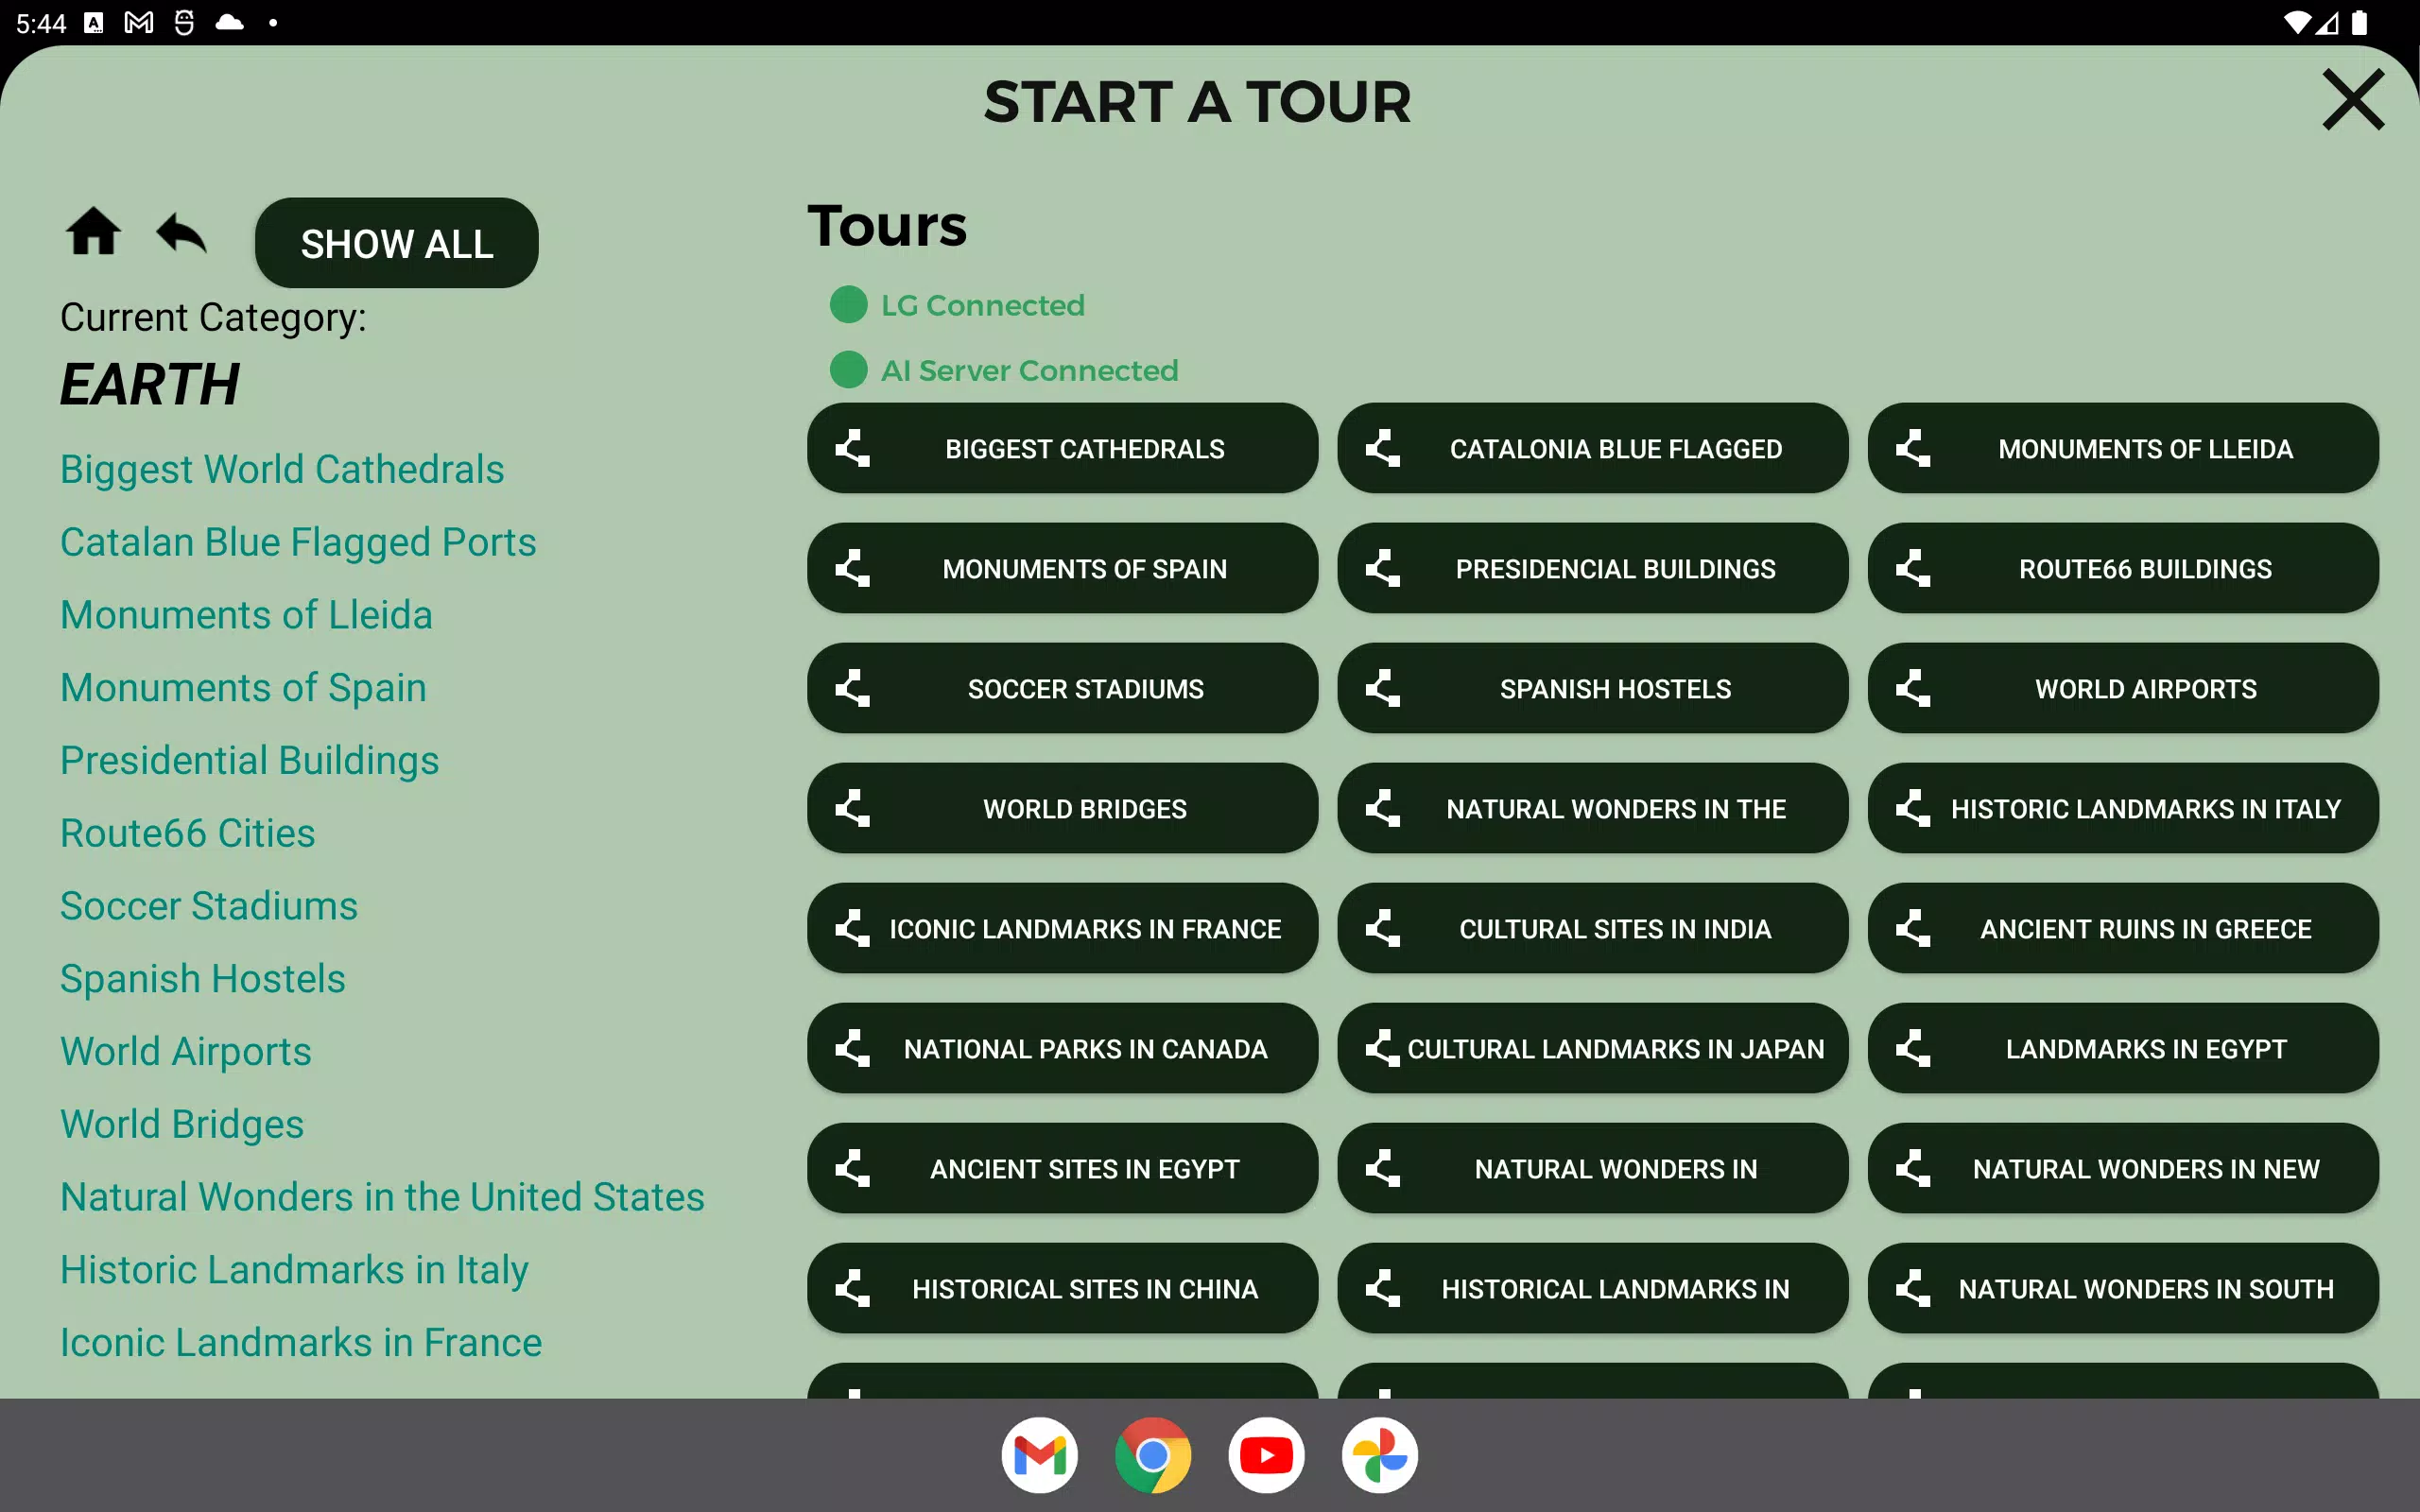 5:44
START A TOUR
SHOW ALL
Current Category:
EARTH
Biggest World Cathedrals
Catalan Blue Flagged Ports
Monuments of Lleida
Monuments of Spain
Presidential Buildings
Route66 Cities
Soccer Stadiums
Spanish Hostels
World Airports
World Bridges
Natural Wonders in the United States
Historic Landmarks in Italy
Iconic Landmarks in France
Tours
LG Connected
AI Server Connected
BIGGEST CATHEDRALS
CATALONIA BLUE FLAGGED
MONUMENTS OF LLEIDA
MONUMENTS OF SPAIN
PRESIDENCIAL BUILDINGS
ROUTE66 BUILDINGS
SOCCER STADIUMS
SPANISH HOSTELS
WORLD AIRPORTS
WORLD BRIDGES
NATURAL WONDERS IN THE
HISTORIC LANDMARKS IN ITALY
ICONIC LANDMARKS IN FRANCE
CULTURAL SITES IN INDIA
ANCIENT RUINS IN GREECE
NATIONAL PARKS IN CANADA
CULTURAL LANDMARKS IN JAPAN
LANDMARKS IN EGYPT
ANCIENT SITES IN EGYPT
NATURAL WONDERS IN
NATURAL WONDERS IN NEW
HISTORICAL SITES IN CHINA
HISTORICAL LANDMARKS IN
NATURAL WONDERS IN SOUTH